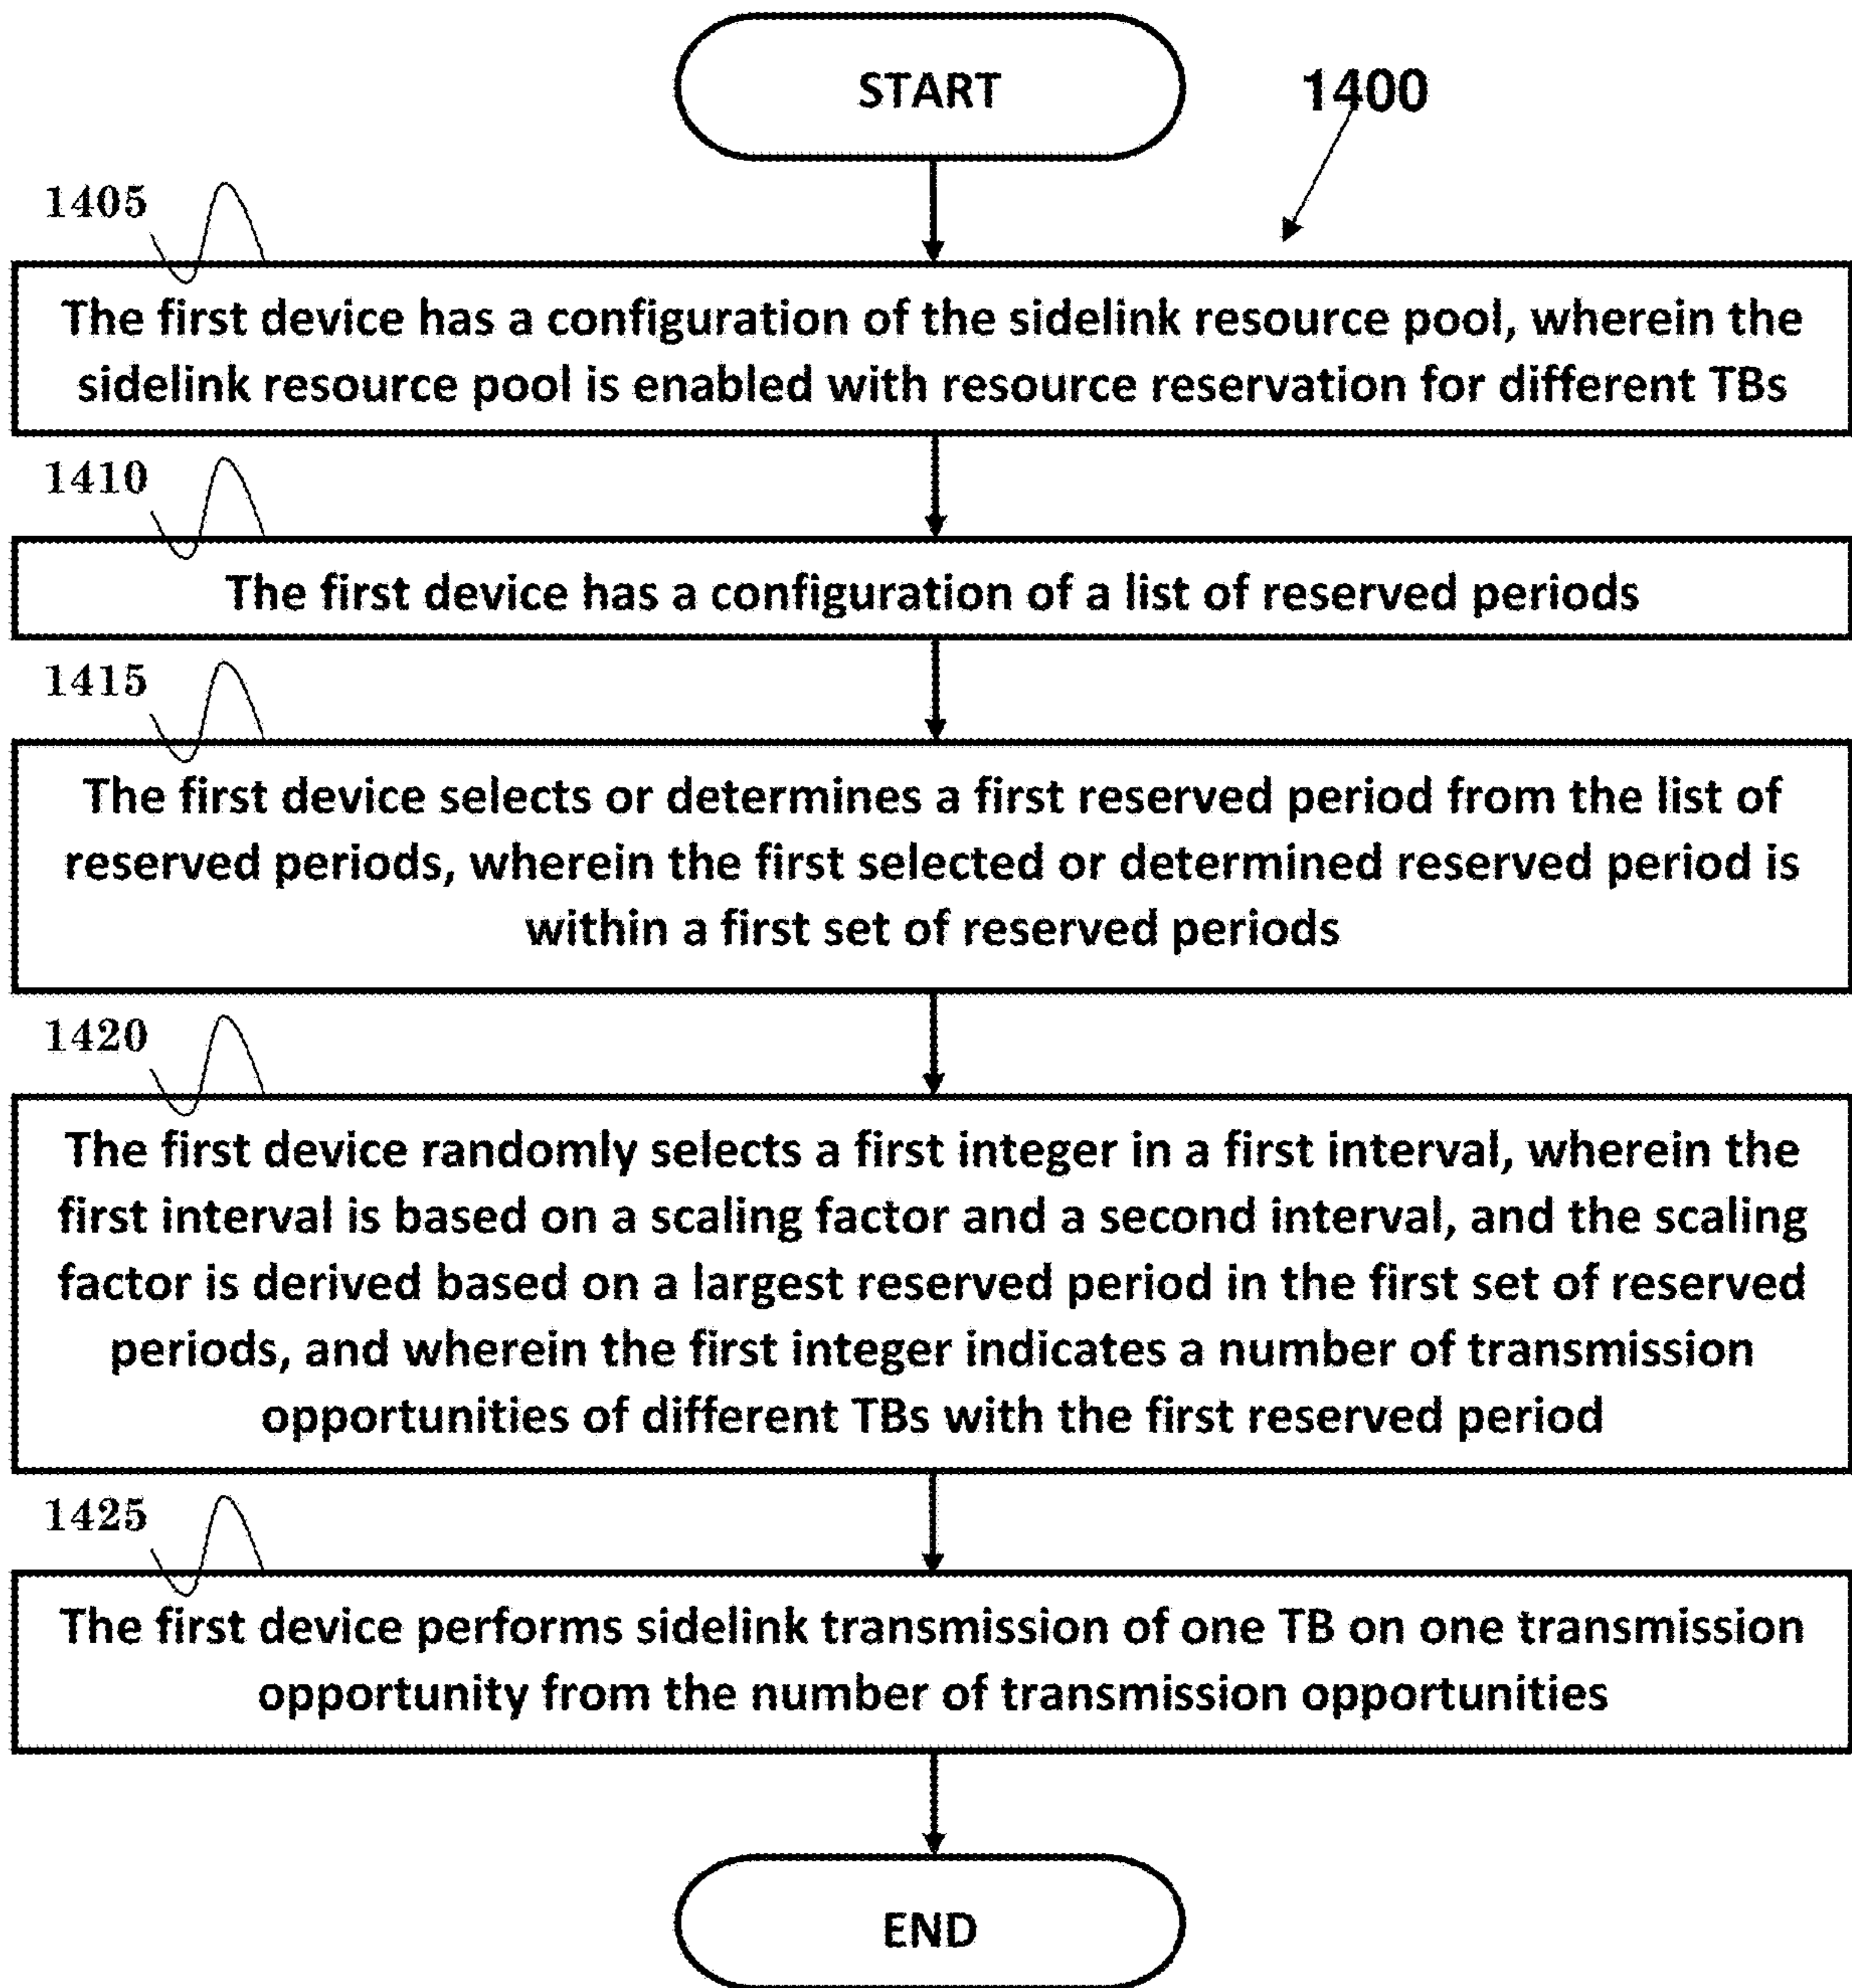 START
1400
1405
The first device has a configuration of the sidelink resource pool, wherein the
sidelink resource pool is enabled with resource reservation for different TBs
1410
The first device has a configuration of a list of reserved periods
1415
The first device selects or determines a first reserved period from the list of
reserved periods, wherein the first selected or determined reserved period is
within a first set of reserved periods
1420
The first device randomly selects a first integer in a first interval, wherein the
first interval is based on a scaling factor and a second interval, and the scaling
factor is derived based on a largest reserved period in the first set of reserved
periods, and wherein the first integer indicates a number of transmission
opportunities of different TBs with the first reserved period
1425
The first device performs sidelink transmission of one TB on one transmission
opportunity from the number of transmission opportunities
END